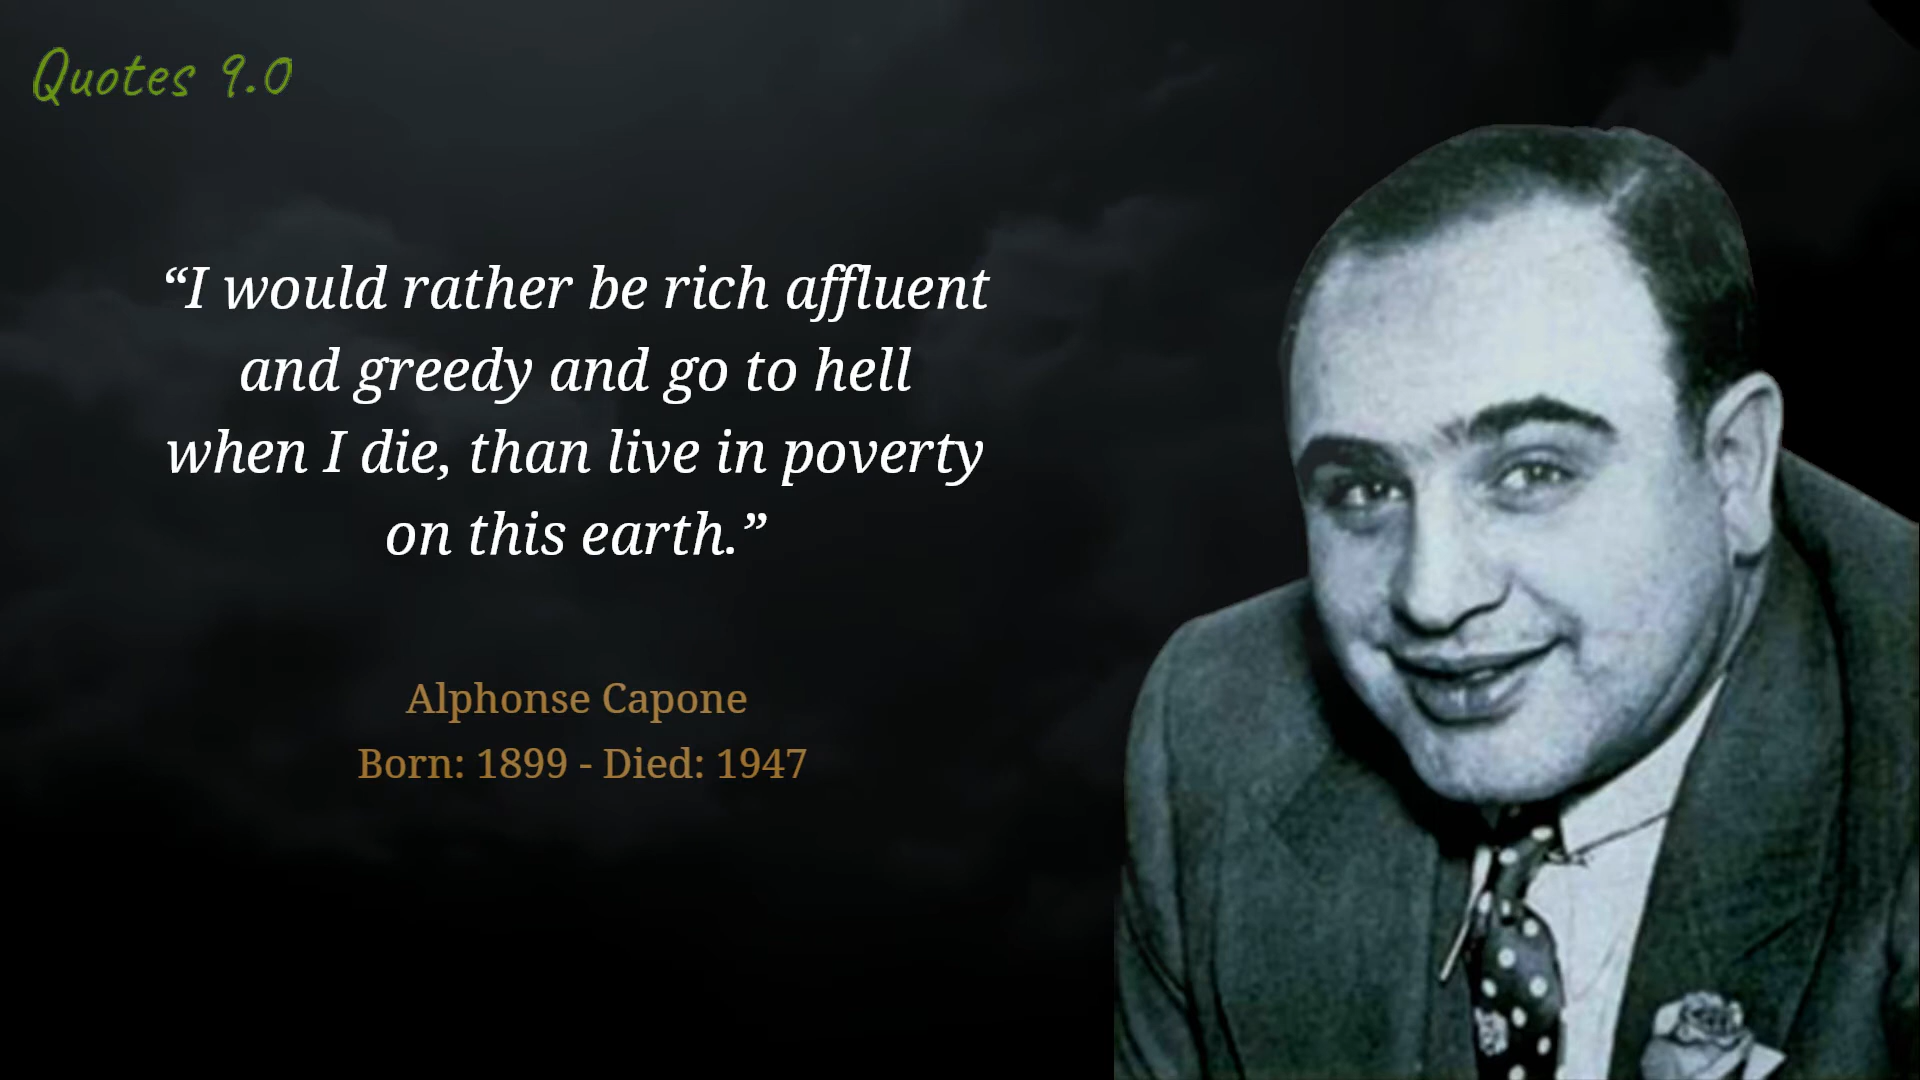 Quotes 9.0
“I would rather be rich affluent
and greedy and go to hell
when I die, than live in poverty
on this earth.”
Alphonse Capone
Born: 1899 - Died: 1947